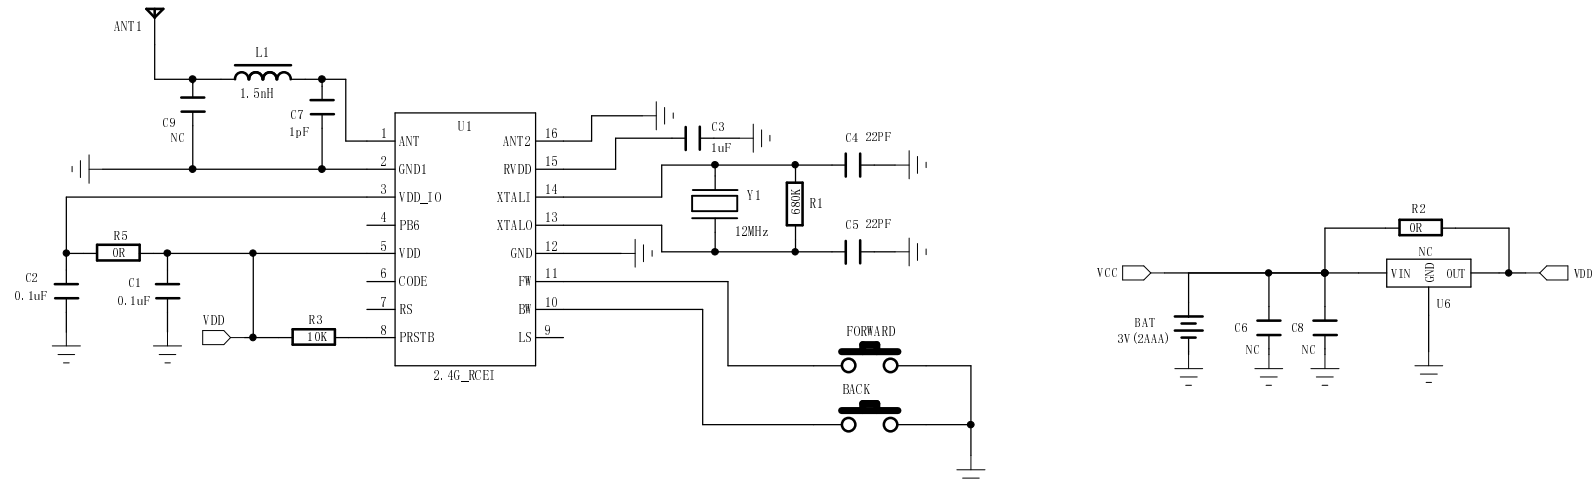 ANT1
L1
1.5nH
C9
NC
C7
1pF
U1
1 ANT
2 GND1
3 VDD_IO
4 PB6
5 VDD
6 CODE
7 RS
8 PRSTB
ANT2 16
RVDD 15
XTALI 14
XTALO 13
GND 12
FW 11
BW 10
LS 9
2.4G_RCEI
R5
0R
C2
0.1uF
C1
0.1uF
VDD
R3
10K
C3
1uF
C4 22PF
Y1
12MHz
680K
R1
C5 22PF
FORWARD
BACK
VCC
BAT
3V(2AAA)
C6
NC
C8
NC
R2
0R
NC
VIN
GND
OUT
U6
VDD